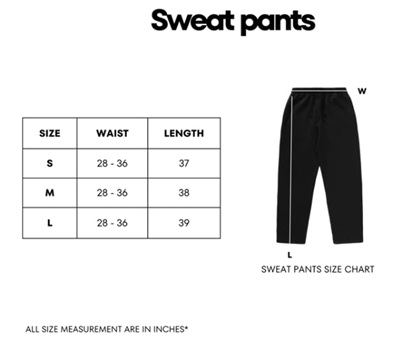 Sweat pants
SIZE WAIST LENGTH
S 28 - 36 37
M 28 - 36 38
L 28 - 36 39
W
L
SWEAT PANTS SIZE CHART
ALL SIZE MEASUREMENT ARE IN INCHES*